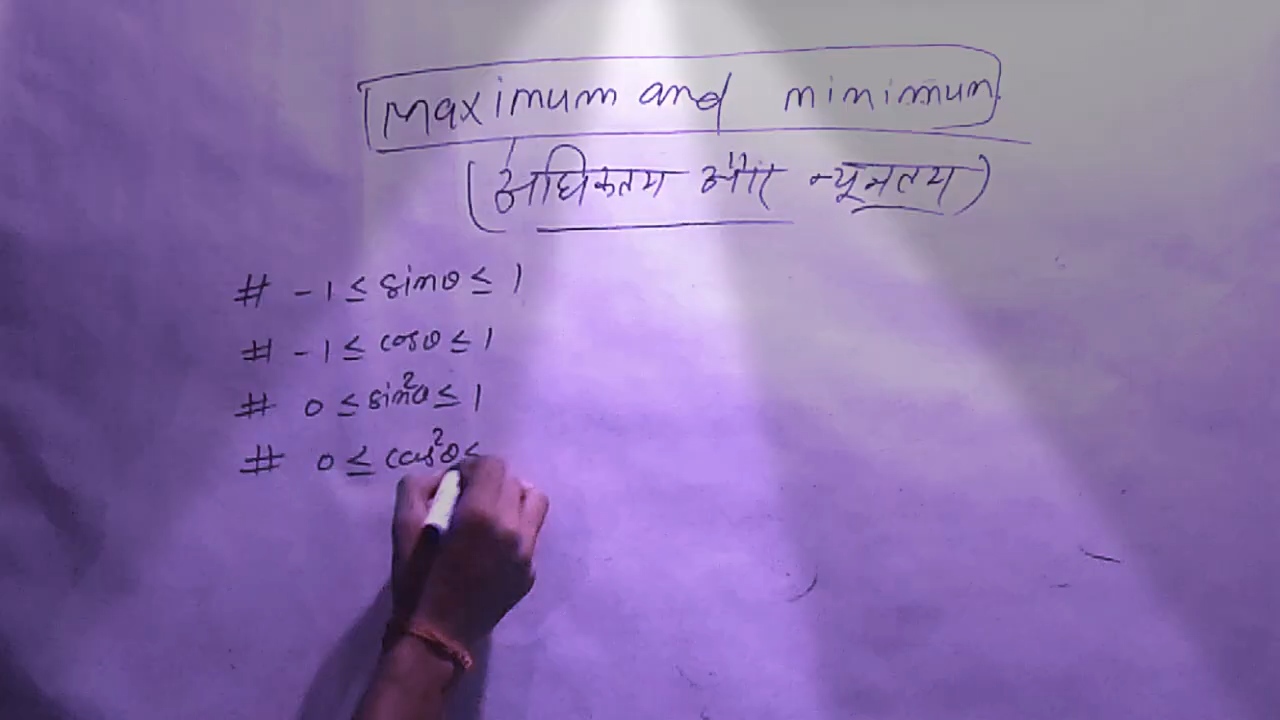 Maximum and minimum
(अधिकतम और न्यूनतम)
# -1 ≤ sinθ ≤ 1
# -1 ≤ cosθ ≤ 1
# 0 ≤ sin²θ ≤ 1
# 0 ≤ cos²θ ≤